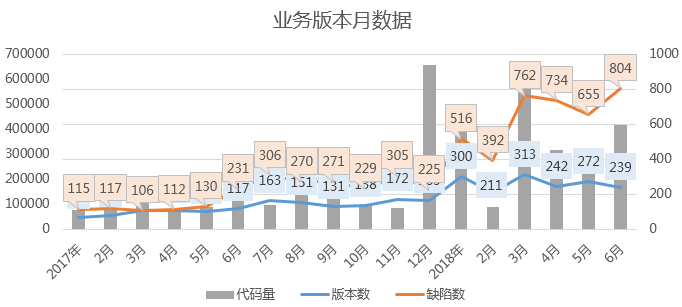 业务版本月数据
700000
600000
500000
400000
300000
200000
100000
0
1000
800
600
400
200
0
115 117 106 112 130 231 306 270 271 229 305 225 516 392 762 734 655 804
117 163 151 131 138 172 300 211 313 242 272 239
2017年 2月 3月 4月 5月 6月 7月 8月 9月 10月 11月 12月 2018年 2月 3月 4月 5月 6月
代码量 版本数 缺陷数